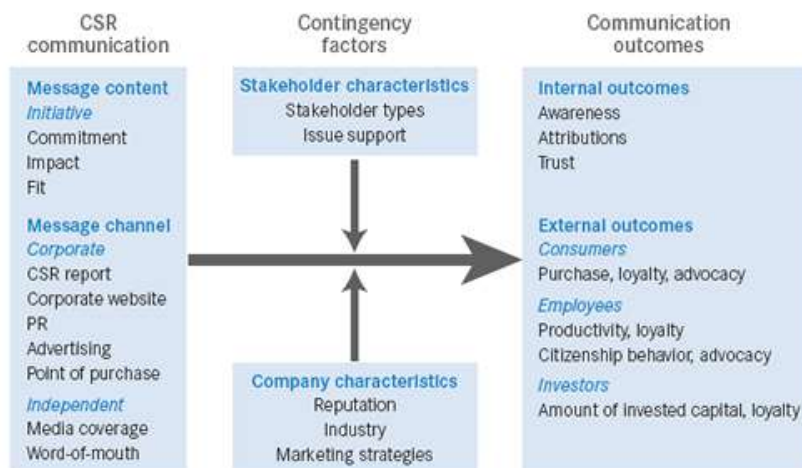 CSR
communication
Message content
Initiative
Commitment
Impact
Fit
Message channel
Corporate
CSR report
Corporate website
PR
Advertising
Point of purchase
Independent
Media coverage
Word-of-mouth
Contingency
factors
Stakeholder characteristics
Stakeholder types
Issue support
Company characteristics
Reputation
Industry
Marketing strategies
Communication
outcomes
Internal outcomes
Awareness
Attributions
Trust
External outcomes
Consumers
Purchase, loyalty, advocacy
Employees
Productivity, loyalty
Citizenship behavior, advocacy
Investors
Amount of invested capital, loyalty